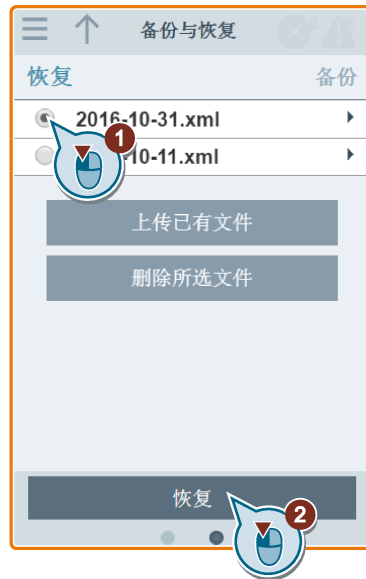 备份与恢复
恢复 备份
2016-10-31.xml
1
10-11.xml
上传已有文件
删除所选文件
恢复
2